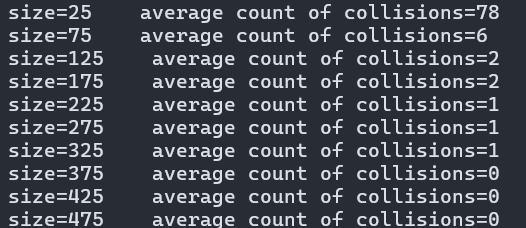 size=25    average count of collisions=78
size=75    average count of collisions=6
size=125    average count of collisions=2
size=175    average count of collisions=2
size=225    average count of collisions=1
size=275    average count of collisions=1
size=325    average count of collisions=1
size=375    average count of collisions=0
size=425    average count of collisions=0
size=475    average count of collisions=0